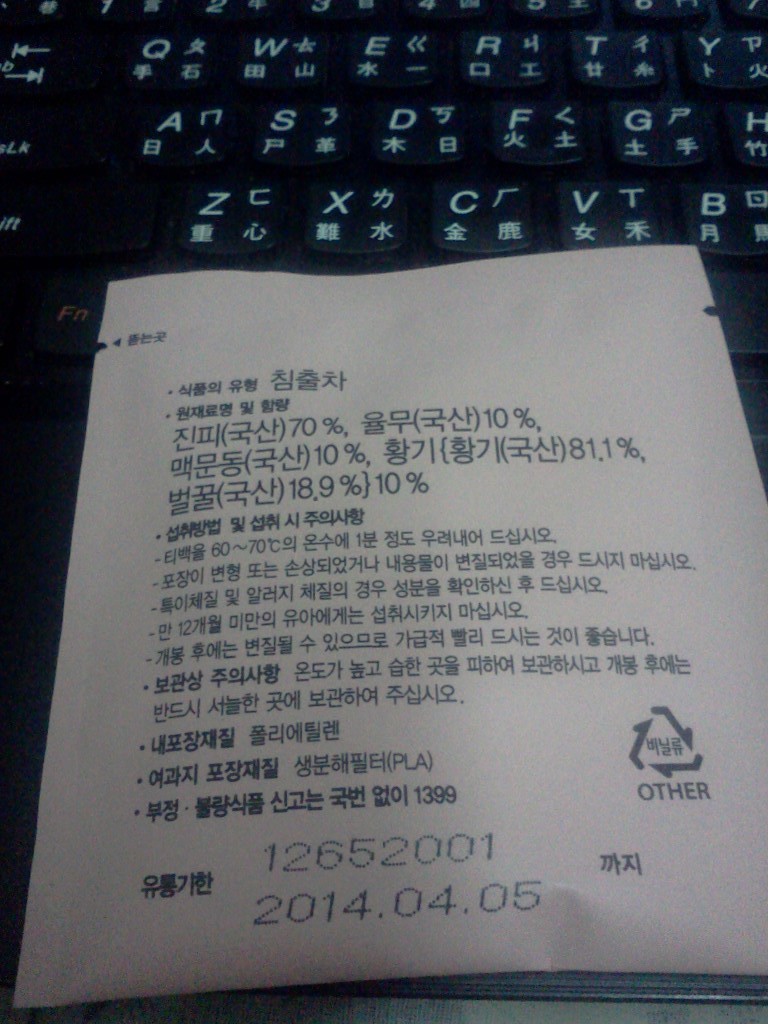 Q ㄆ W ㄊ E ㄍ R ㄐ T ㄔ Y ㄗ
手 石 田 山 水 一 口 工 廿 糸 卜 火
A ㄇ S ㄋ D ㄎ F ㄑ G ㄕ H
日 人 尸 革 木 日 火 土 土 手 竹
Z ㄈ X ㄌ C ㄏ V ㄒ B ㄖ
重 心 難 水 金 鹿 女 禾 月
Fn
◀ 뜯는곳
• 식품의 유형 침출차
• 원재료명 및 함량
진피(국산)70%, 율무(국산)10%,
맥문동(국산)10%, 황기{황기(국산)81.1%,
벌꿀(국산)18.9%}10%
• 섭취방법 및 섭취 시 주의사항
- 티백을 60~70℃의 온수에 1분 정도 우려내어 드십시오.
- 포장이 변형 또는 손상되었거나 내용물이 변질되었을 경우 드시지 마십시오.
- 특이체질 및 알러지 체질의 경우 성분을 확인하신 후 드십시오.
- 만 12개월 미만의 유아에게는 섭취시키지 마십시오.
- 개봉 후에는 변질될 수 있으므로 가급적 빨리 드시는 것이 좋습니다.
• 보관상 주의사항 온도가 높고 습한 곳을 피하여 보관하시고 개봉 후에는
반드시 서늘한 곳에 보관하여 주십시오.
• 내포장재질 폴리에틸렌
• 여과지 포장재질 생분해필터(PLA)
• 부정·불량식품 신고는 국번 없이 1399
비닐류
OTHER
12652001
유통기한 2014.04.05 까지